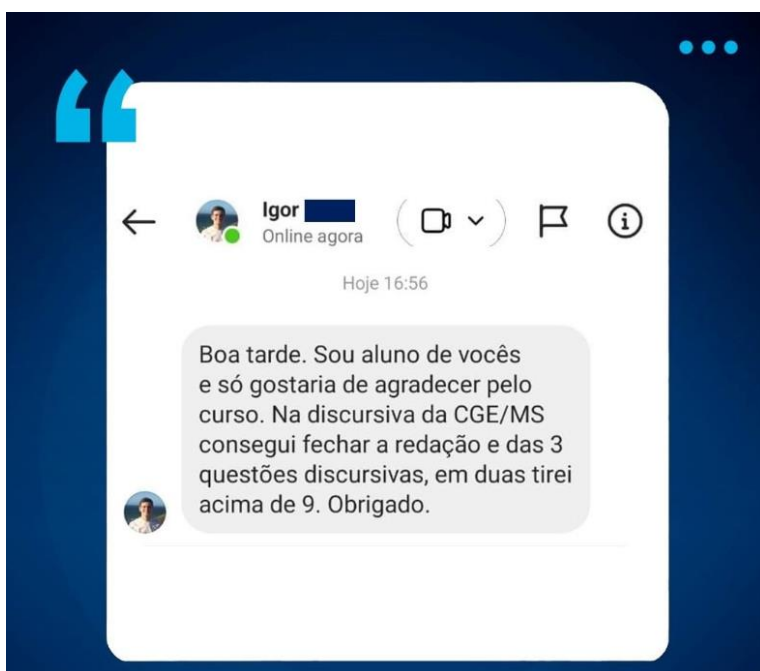 “
Igor
Online agora
Hoje 16:56
Boa tarde. Sou aluno de vocês
e só gostaria de agradecer pelo
curso. Na discursiva da CGE/MS
consegui fechar a redação e das 3
questões discursivas, em duas tirei
acima de 9. Obrigado.